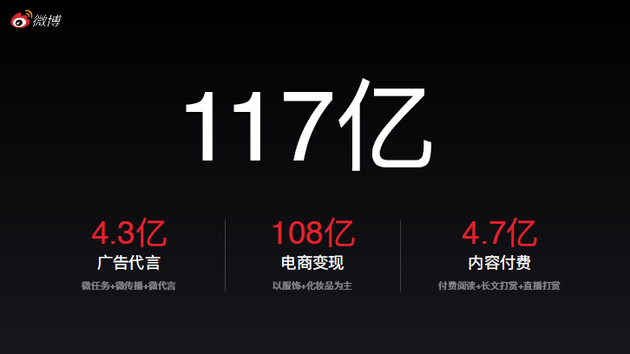 微博
117亿
4.3亿
广告代言
微任务+微传播+微代言
108亿
电商变现
以服饰+化妆品为主
4.7亿
内容付费
付费阅读+长文打赏+直播打赏